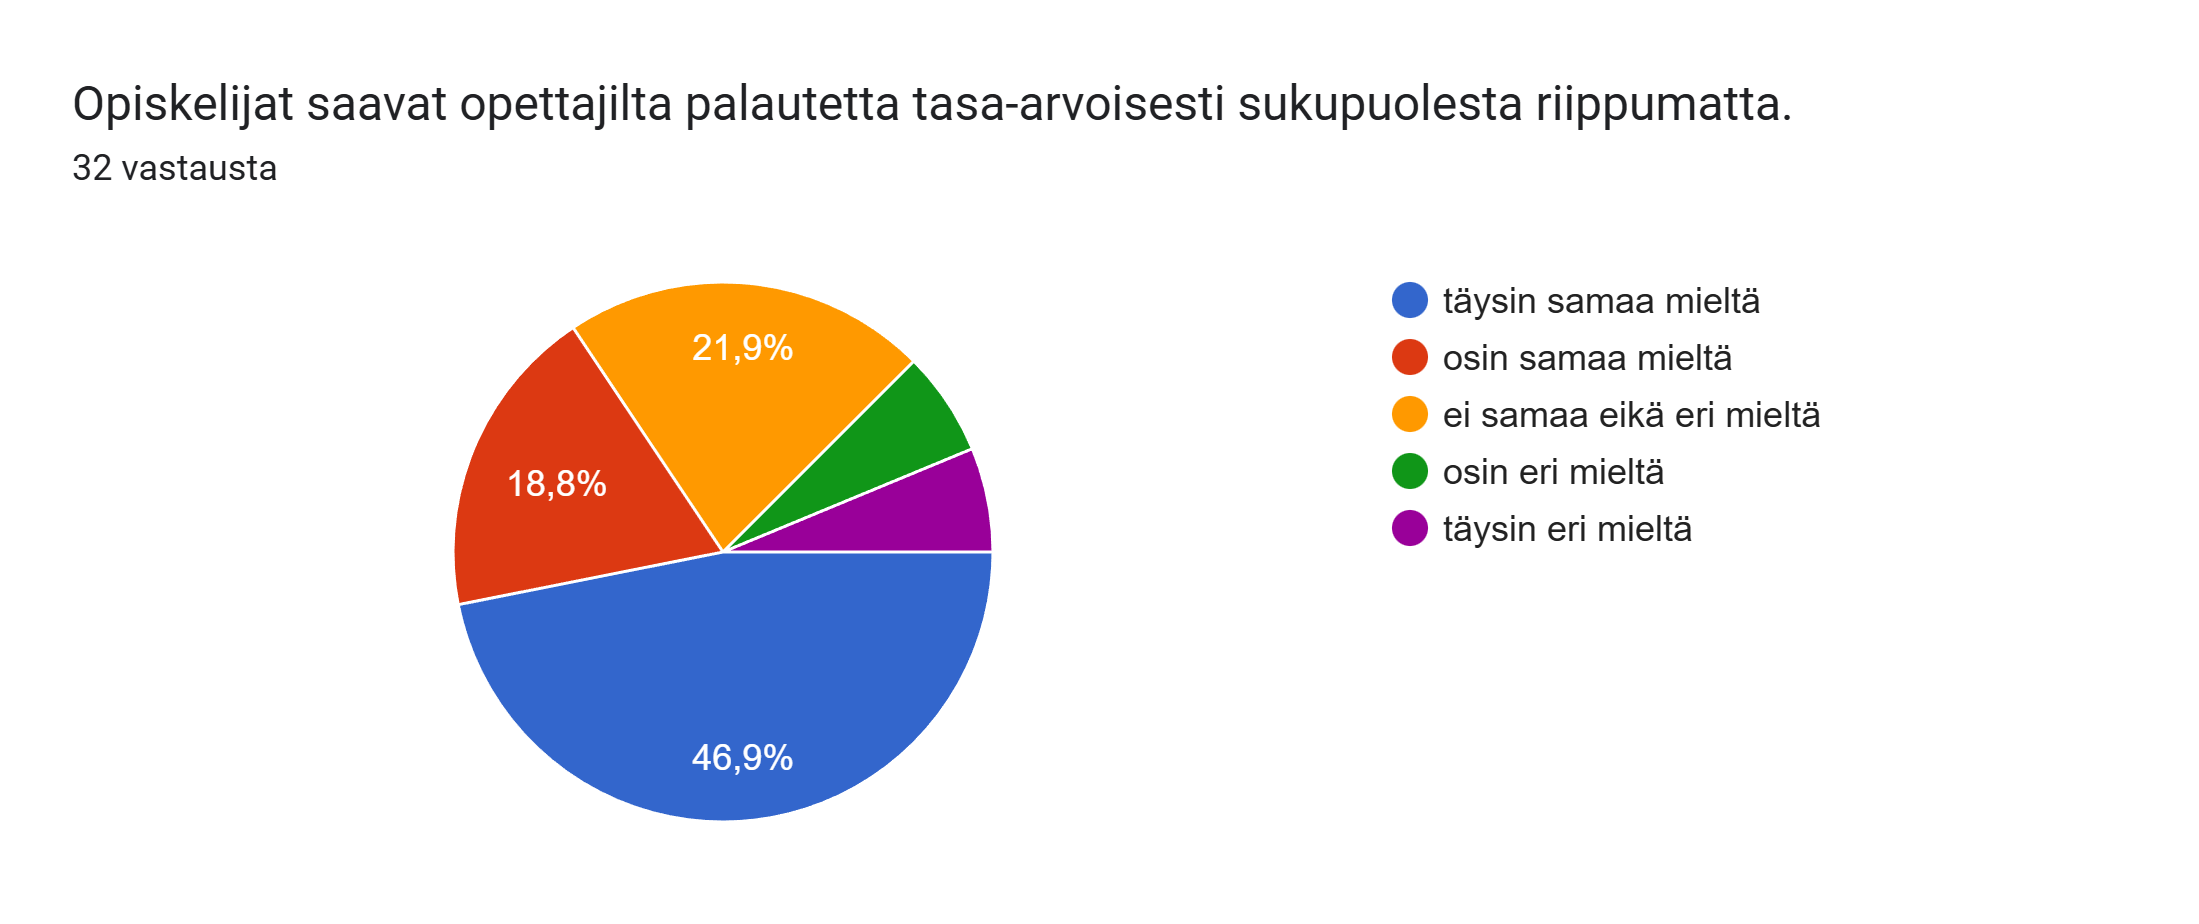 Opiskelijat saavat opettajilta palautetta tasa-arvoisesti sukupuolesta riippumatta.
32 vastausta
21,9%
18,8%
46,9%
täysin samaa mieltä
osin samaa mieltä
ei samaa eikä eri mieltä
osin eri mieltä
täysin eri mieltä